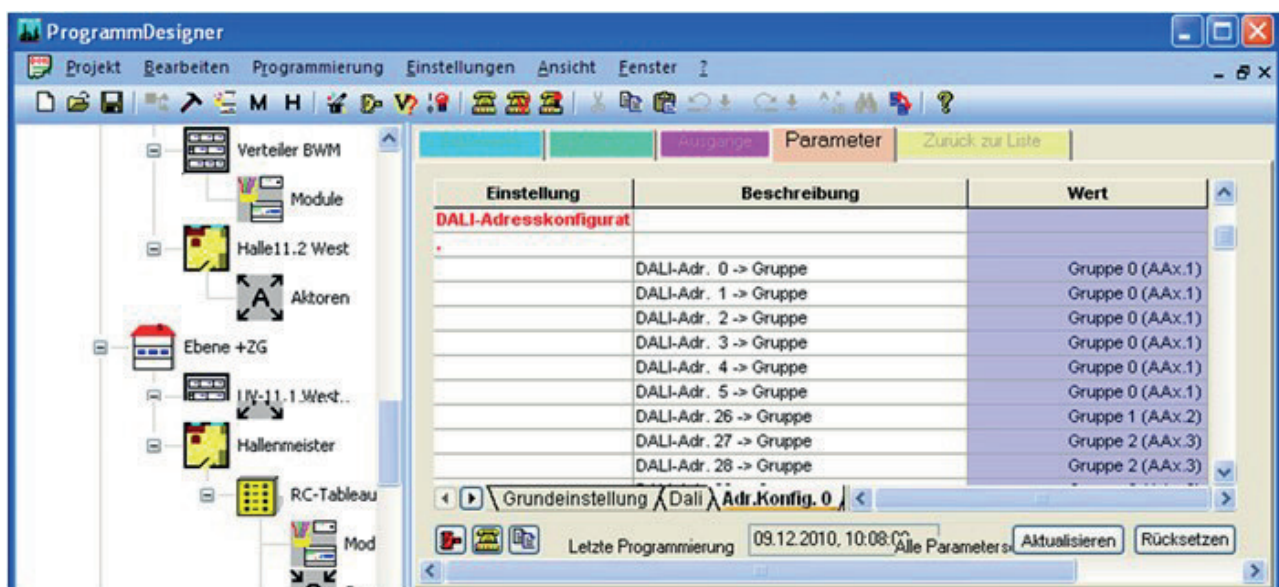 ProgrammDesigner
Projekt Bearbeiten Programmierung Einstellungen Ansicht Fenster ?
M H
Verteiler BWM
Module
Halle11.2 West
A Aktoren
Ebene +ZG
UV-11.1.West..
Hallenmeister
RC-Tableau
Mod
Ausgänge Parameter Zurück zur Liste
Einstellung Beschreibung Wert
DALI-Adresskonfigurat
DALI-Adr. 0 -> Gruppe Gruppe 0 (AAx.1)
DALI-Adr. 1 -> Gruppe Gruppe 0 (AAx.1)
DALI-Adr. 2 -> Gruppe Gruppe 0 (AAx.1)
DALI-Adr. 3 -> Gruppe Gruppe 0 (AAx.1)
DALI-Adr. 4 -> Gruppe Gruppe 0 (AAx.1)
DALI-Adr. 5 -> Gruppe Gruppe 0 (AAx.1)
DALI-Adr. 26 -> Gruppe Gruppe 1 (AAx.2)
DALI-Adr. 27 -> Gruppe Gruppe 2 (AAx.3)
DALI-Adr. 28 -> Gruppe Gruppe 2 (AAx.3)
Grundeinstellung Dali Adr.Konfig. 0
Letzte Programmierung 09.12.2010, 10:08: Alle Parameters Aktualisieren Rücksetzen